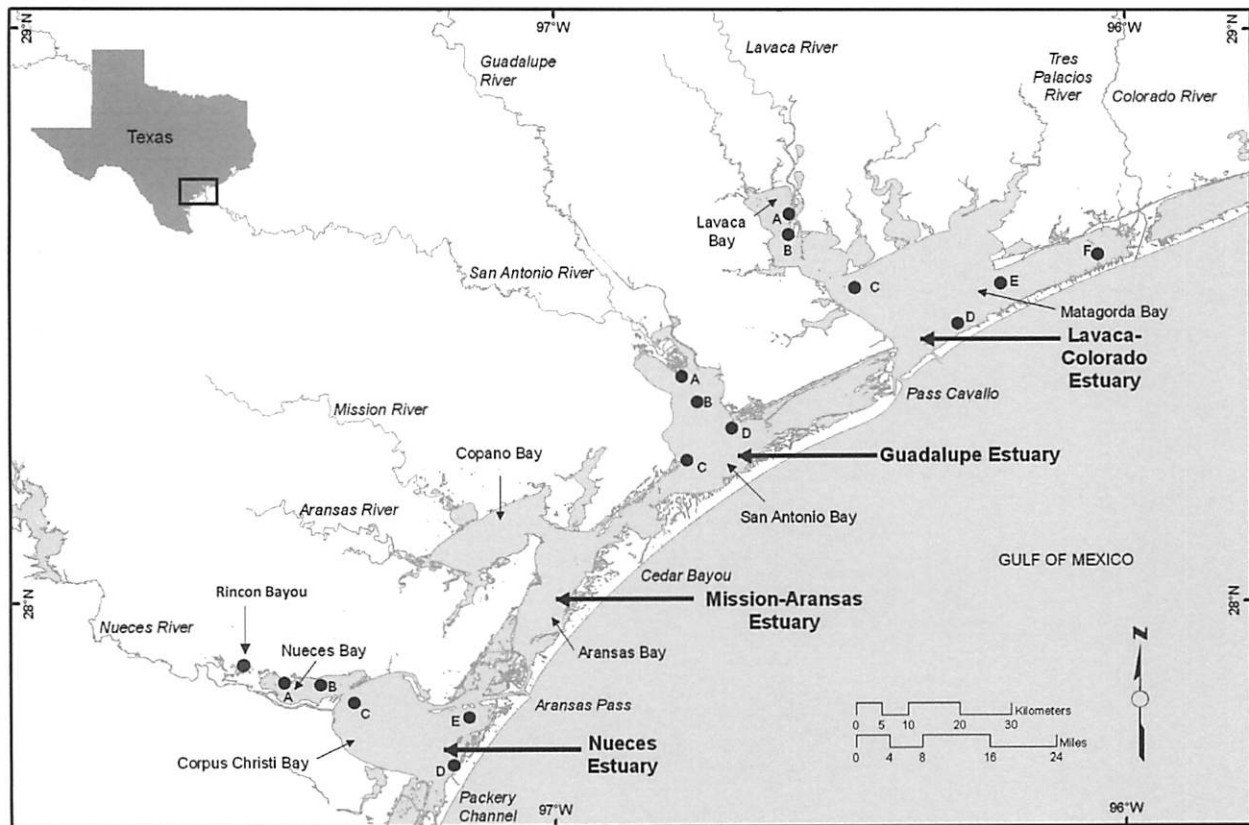 97°W
96°W
29°N
29°N
Guadalupe
River
Lavaca River
Tres
Palacios
River
Colorado River
Texas
Lavaca
Bay
A
B
San Antonio River
C
F
E
D
Matagorda Bay
Lavaca-
Colorado
Estuary
A
B
Pass Cavallo
Mission River
D
Copano Bay
C
Guadalupe Estuary
Aransas River
San Antonio Bay
GULF OF MEXICO
Cedar Bayou
28°N
28°N
Rincon Bayou
Mission-Aransas
Estuary
Nueces River
Nueces Bay
Aransas Bay
N
A
B
C
E
Aransas Pass
Kilometers
0 5 10 20 30
Miles
0 4 8 16 24
Corpus Christi Bay
D
Nueces
Estuary
Packery
Channel
97°W
96°W